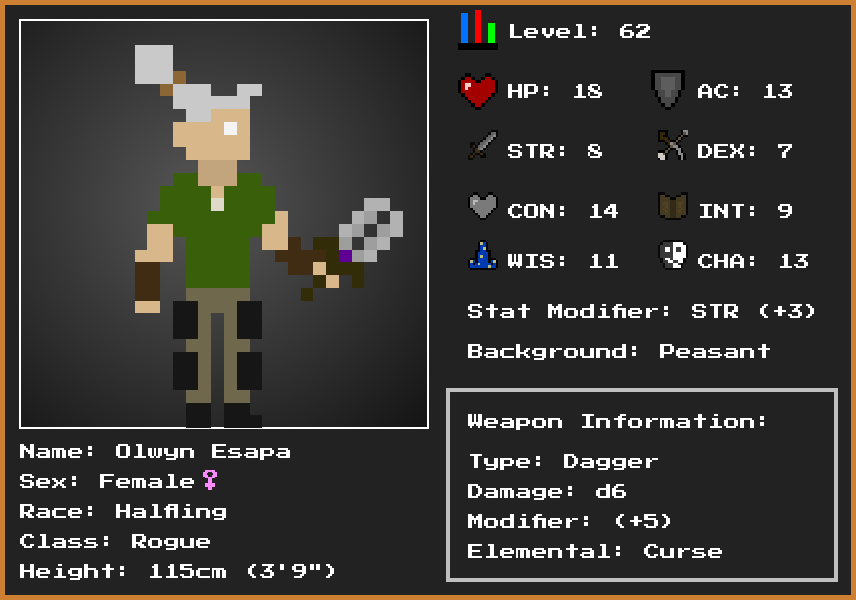 Level: 62
HP: 18
AC: 13
STR: 8
DEX: 7
CON: 14
INT: 9
WIS: 11
CHA: 13
Stat Modifier: STR (+3)
Background: Peasant
Weapon Information:
Type: Dagger
Damage: d6
Modifier: (+5)
Elemental: Curse
Name: Olwyn Esapa
Sex: Female♀
Race: Halfling
Class: Rogue
Height: 115cm (3'9")